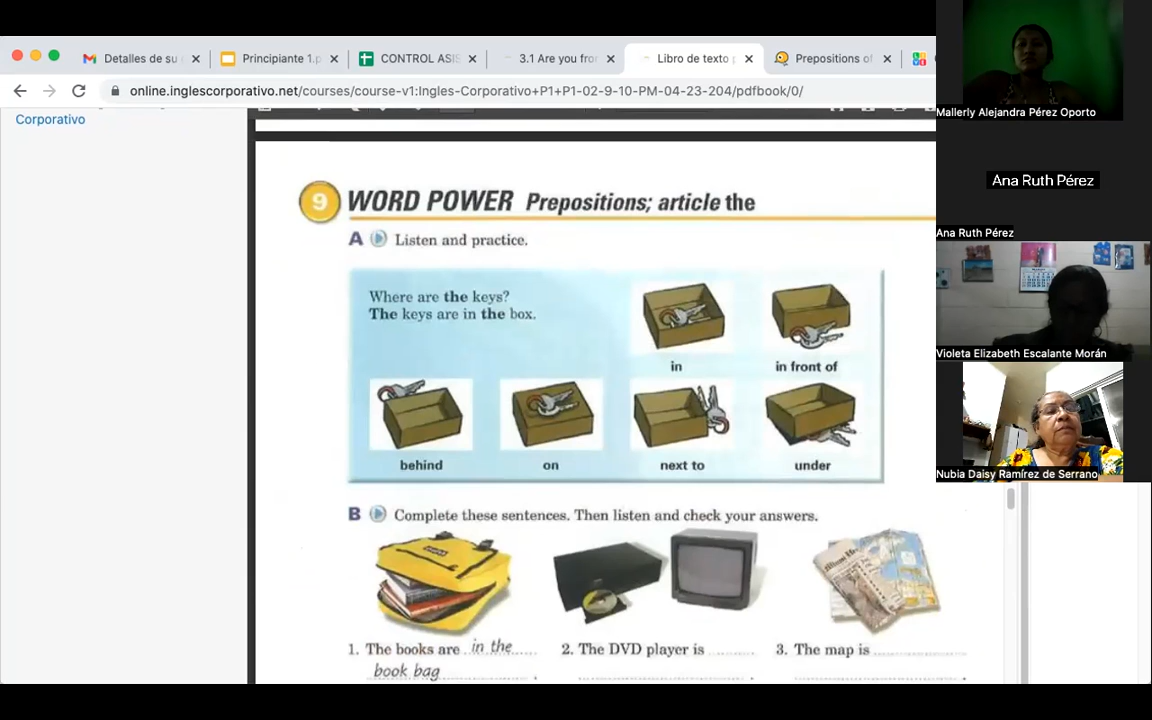 Detalles de su
Principiante 1.p
CONTROL ASIS
3.1 Are you fro
Libro de texto p
Prepositions of
online.inglescorporativo.net/courses/course-v1:Ingles-Corporativo+P1+P1-02-9-10-PM-04-23-204/pdfbook/0/
Corporativo
9 WORD POWER Prepositions; article the
A Listen and practice.
Where are the keys?
The keys are in the box.
in
in front of
behind
on
next to
under
B Complete these sentences. Then listen and check your answers.
1. The books are in the
book bag
2. The DVD player is
3. The map is
Mallerly Alejandra Pérez Oporto
Ana Ruth Pérez
Ana Ruth Pérez
Violeta Elizabeth Escalante Morán
Nubia Daisy Ramírez de Serrano